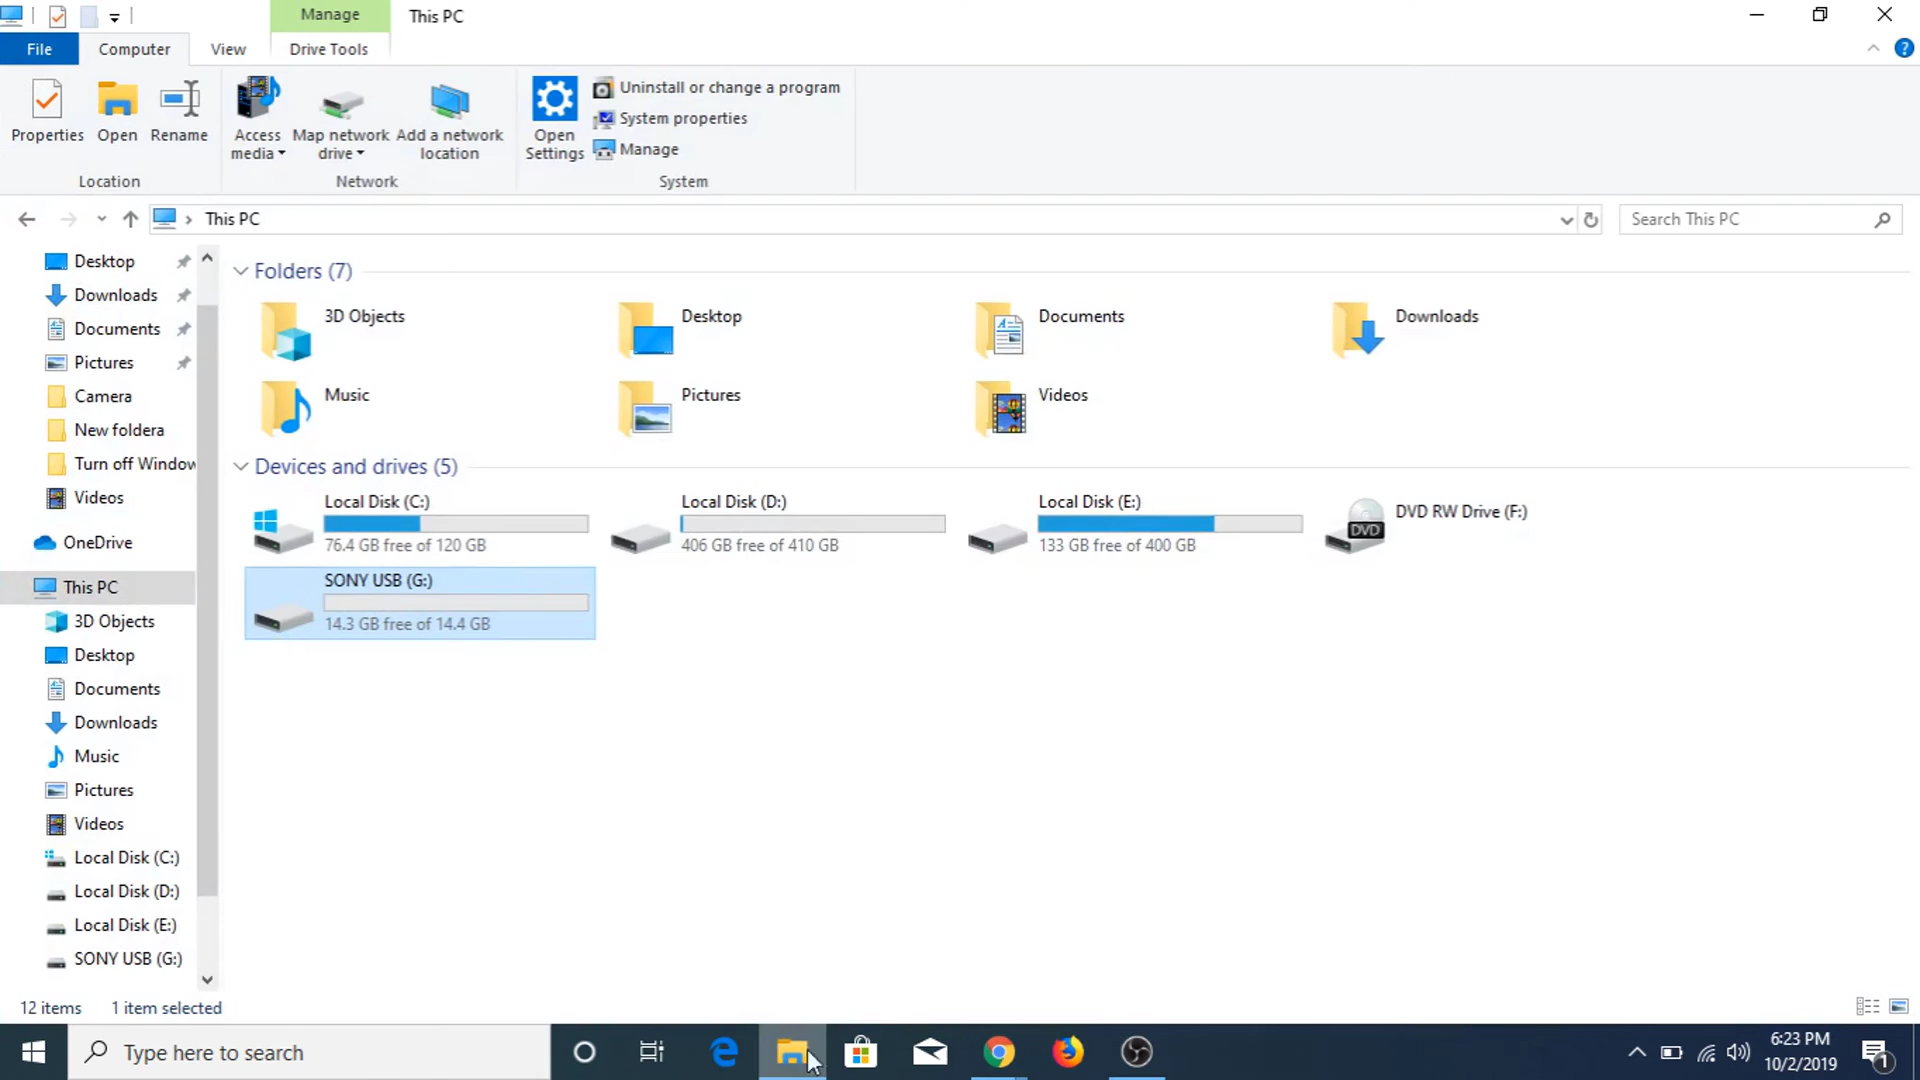 Manage
This PC
File
Computer
View
Drive Tools
Properties
Open
Rename
Access media
Map network drive
Add a network location
Open Settings
Uninstall or change a program
System properties
Manage
Location
Network
System
This PC
Search This PC
Desktop
Downloads
Documents
Pictures
Camera
New foldera
Turn off Window
Videos
OneDrive
This PC
3D Objects
Desktop
Documents
Downloads
Music
Pictures
Videos
Local Disk (C:)
Local Disk (D:)
Local Disk (E:)
SONY USB (G:)
Folders (7)
3D Objects
Desktop
Documents
Downloads
Music
Pictures
Videos
Devices and drives (5)
Local Disk (C:)
76.4 GB free of 120 GB
Local Disk (D:)
406 GB free of 410 GB
Local Disk (E:)
133 GB free of 400 GB
DVD RW Drive (F:)
DVD
SONY USB (G:)
14.3 GB free of 14.4 GB
12 items
1 item selected
Type here to search
6:23 PM
10/2/2019
1